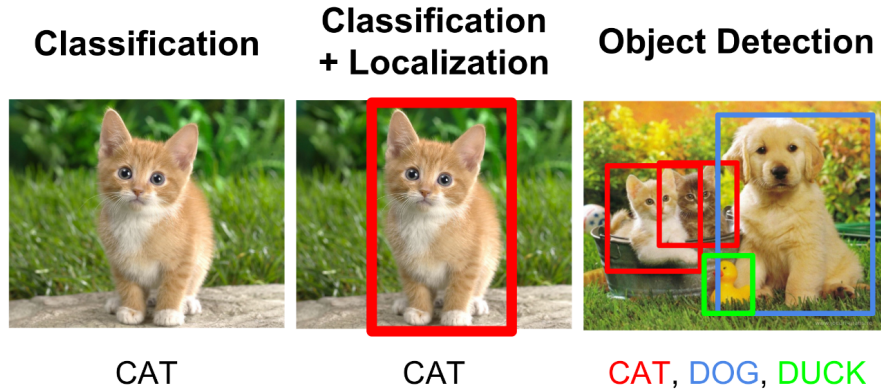 Classification
Classification
+ Localization
Object Detection
CAT
CAT
CAT, DOG, DUCK